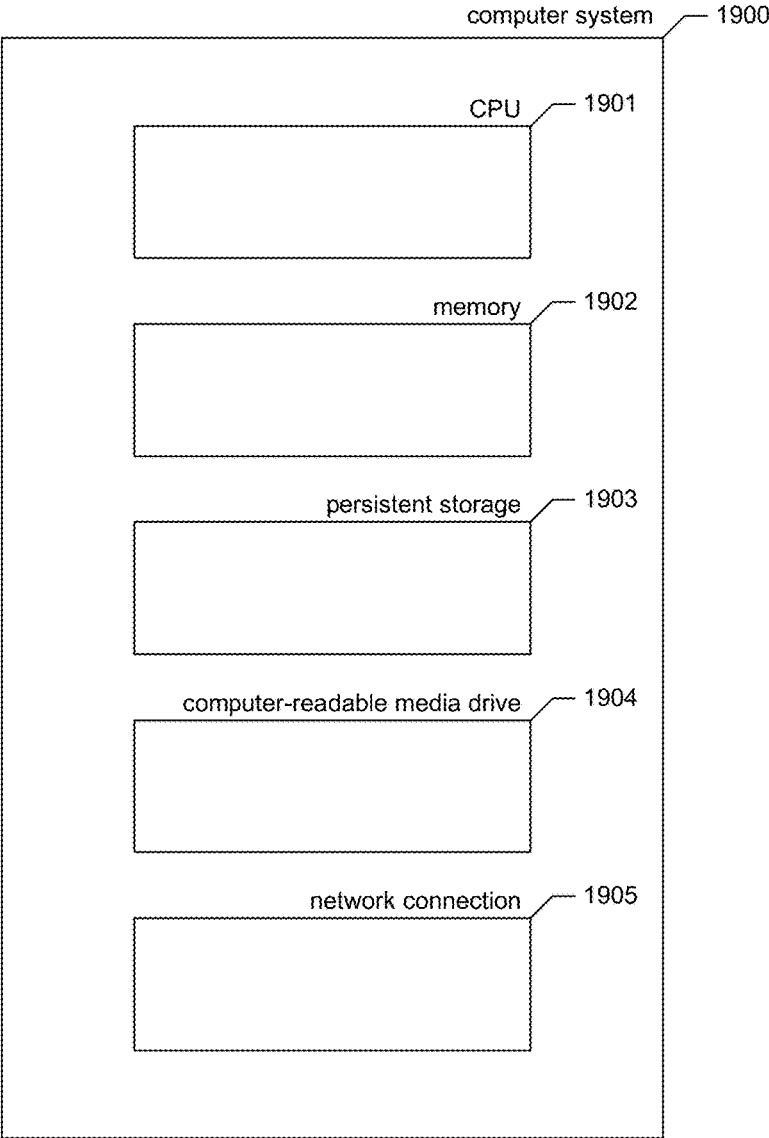 computer system 1900
CPU 1901
memory 1902
persistent storage 1903
computer-readable media drive 1904
network connection 1905